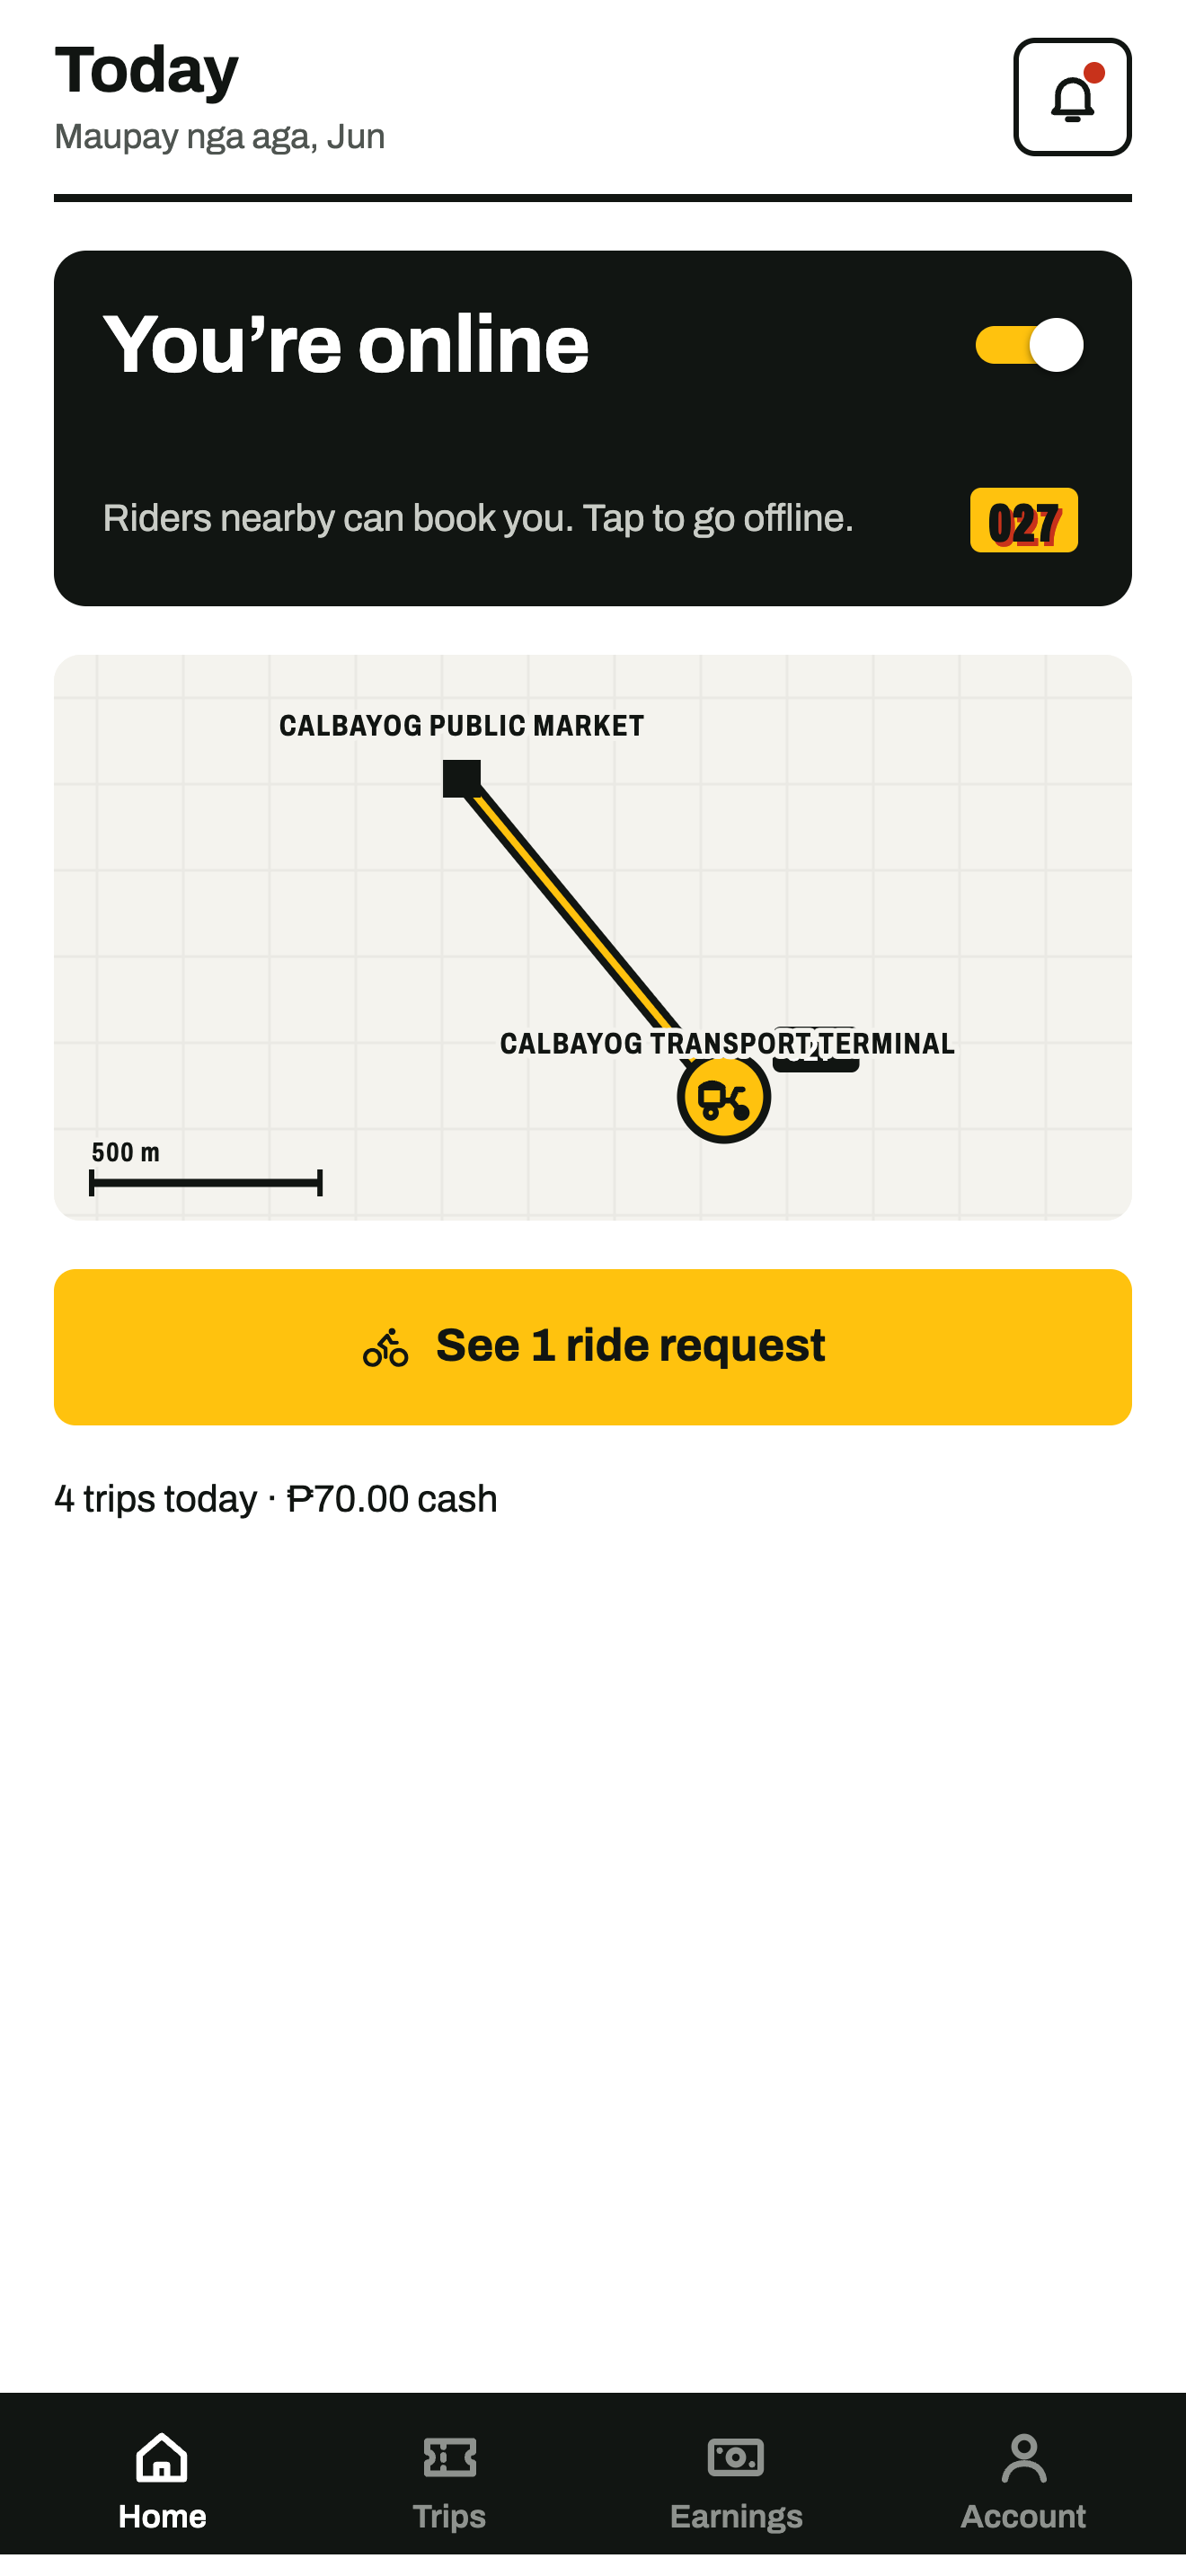 Today
Maupay nga aga, Jun
You’re online
Riders nearby can book you. Tap to go offline.
027
CALBAYOG PUBLIC MARKET
CALBAYOG TRANSPORT TERMINAL
500 m
See 1 ride request
4 trips today · ₱70.00 cash
Home
Trips
Earnings
Account